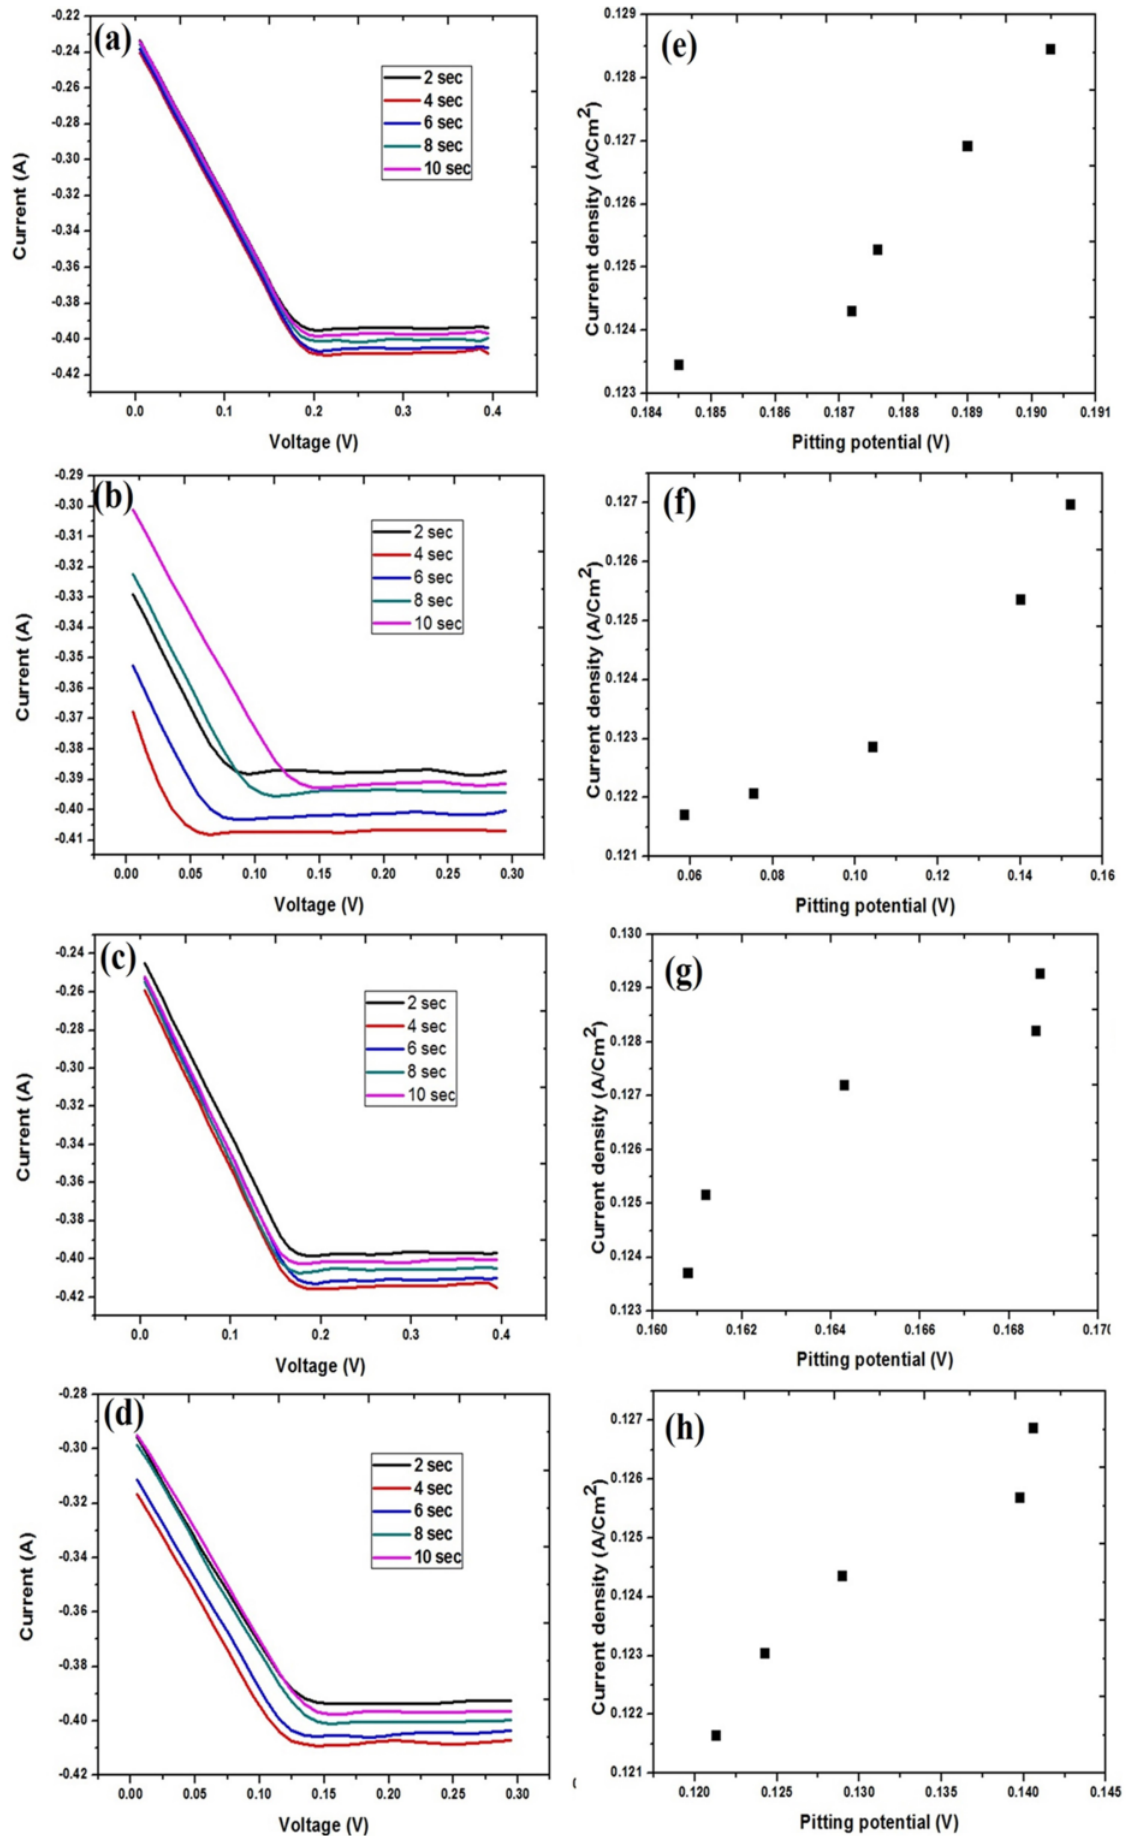 (a)
-0.22
-0.24
-0.26
-0.28
-0.30
-0.32
-0.34
-0.36
-0.38
-0.40
-0.42
Current (A)
2 sec
4 sec
6 sec
8 sec
10 sec
0.0 0.1 0.2 0.3 0.4
Voltage (V)
(e)
0.129
0.128
0.127
0.126
0.125
0.124
0.123
Current density (A/Cm2)
0.184 0.185 0.186 0.187 0.188 0.189 0.190 0.191
Pitting potential (V)
(b)
-0.29
-0.30
-0.31
-0.32
-0.33
-0.34
-0.35
-0.36
-0.37
-0.38
-0.39
-0.40
-0.41
Current (A)
2 sec
4 sec
6 sec
8 sec
10 sec
0.00 0.05 0.10 0.15 0.20 0.25 0.30
Voltage (V)
(f)
0.127
0.126
0.125
0.124
0.123
0.122
0.121
Current density (A/Cm2)
0.06 0.08 0.10 0.12 0.14 0.16
Pitting potential (V)
(c)
-0.24
-0.26
-0.28
-0.30
-0.32
-0.34
-0.36
-0.38
-0.40
-0.42
Current (A)
2 sec
4 sec
6 sec
8 sec
10 sec
0.0 0.1 0.2 0.3 0.4
Voltage (V)
(g)
0.130
0.129
0.128
0.127
0.126
0.125
0.124
0.123
Current density (A/Cm2)
0.160 0.162 0.164 0.166 0.168 0.170
Pitting potential (V)
(d)
-0.28
-0.30
-0.32
-0.34
-0.36
-0.38
-0.40
-0.42
Current (A)
2 sec
4 sec
6 sec
8 sec
10 sec
0.00 0.05 0.10 0.15 0.20 0.25 0.30
Voltage (V)
(h)
0.127
0.126
0.125
0.124
0.123
0.122
0.121
Current density (A/Cm2)
0.120 0.125 0.130 0.135 0.140 0.145
Pitting potential (V)